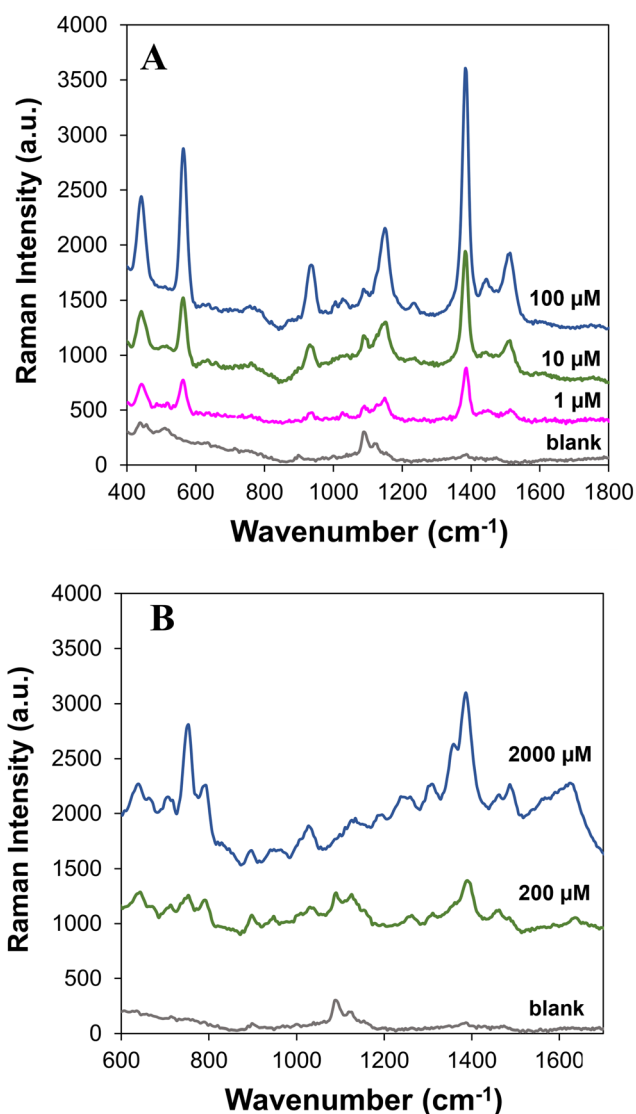 A
Raman Intensity (a.u.)
4000
3500
3000
2500
2000
1500
1000
500
0
100 µM
10 µM
1 µM
blank
400 600 800 1000 1200 1400 1600 1800
Wavenumber (cm-1)
B
Raman Intensity (a.u.)
4000
3500
3000
2500
2000
1500
1000
500
0
2000 µM
200 µM
blank
600 800 1000 1200 1400 1600
Wavenumber (cm-1)